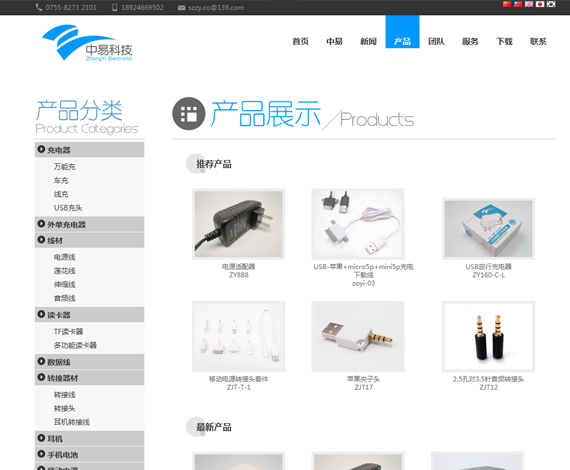 0755-8273 2101
18924669502
szzy.co@139.com
中易科技
Zhongyi Electronic
首页
中易
新闻
产品
团队
服务
下载
联系
产品分类
Product Categories
充电器
万能充
车充
线充
USB充头
外单充电器
线材
电源线
莲花线
伸缩线
音频线
读卡器
TF读卡器
多功能读卡器
数据线
转接器材
转接线
转接头
耳机转接线
耳机
手机电池
移动电源
产品展示
Products
推荐产品
电源适配器
ZY888
USB-苹果+micro5p+mini5p充电
下载线
zoyi-03
USB旅行充电器
ZY160-C-L
移动电源转接头套件
ZJT-T-1
苹果夹子头
ZJT17
2.5孔对3.5针音频转接头
ZJT12
最新产品